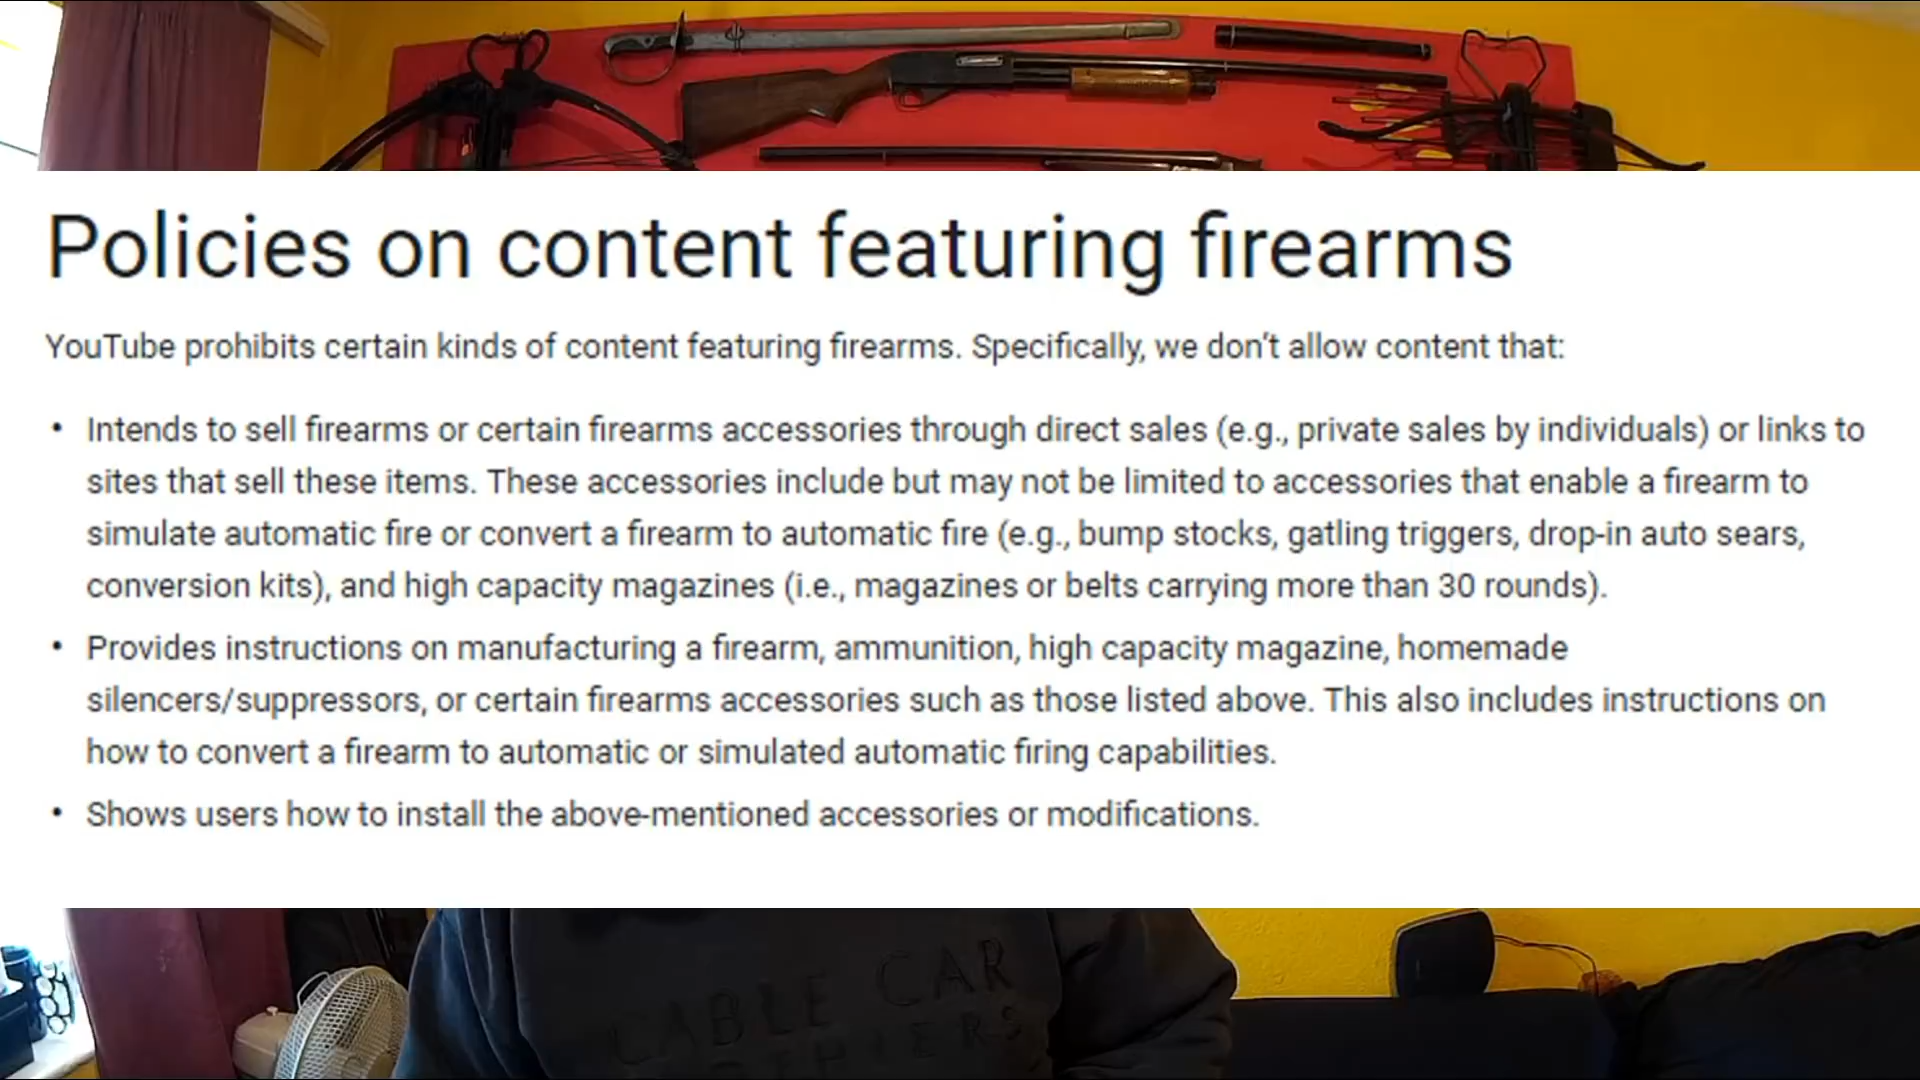 Policies on content featuring firearms
YouTube prohibits certain kinds of content featuring firearms. Specifically, we don't allow content that:
• Intends to sell firearms or certain firearms accessories through direct sales (e.g., private sales by individuals) or links to
sites that sell these items. These accessories include but may not be limited to accessories that enable a firearm to
simulate automatic fire or convert a firearm to automatic fire (e.g., bump stocks, gatling triggers, drop-in auto sears,
conversion kits), and high capacity magazines (i.e., magazines or belts carrying more than 30 rounds).
• Provides instructions on manufacturing a firearm, ammunition, high capacity magazine, homemade
silencers/suppressors, or certain firearms accessories such as those listed above. This also includes instructions on
how to convert a firearm to automatic or simulated automatic firing capabilities.
• Shows users how to install the above-mentioned accessories or modifications.
CABLE CAR